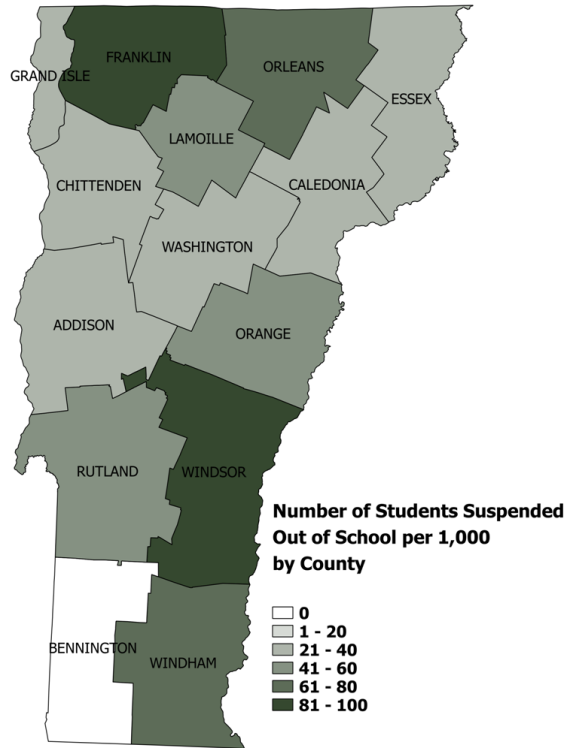 FRANKLIN
ORLEANS
GRAND ISLE
ESSEX
LAMOILLE
CHITTENDEN
CALEDONIA
WASHINGTON
ADDISON
ORANGE
RUTLAND
WINDSOR
Number of Students Suspended
Out of School per 1,000
by County
0
1 - 20
21 - 40
41 - 60
61 - 80
81 - 100
BENNINGTON
WINDHAM